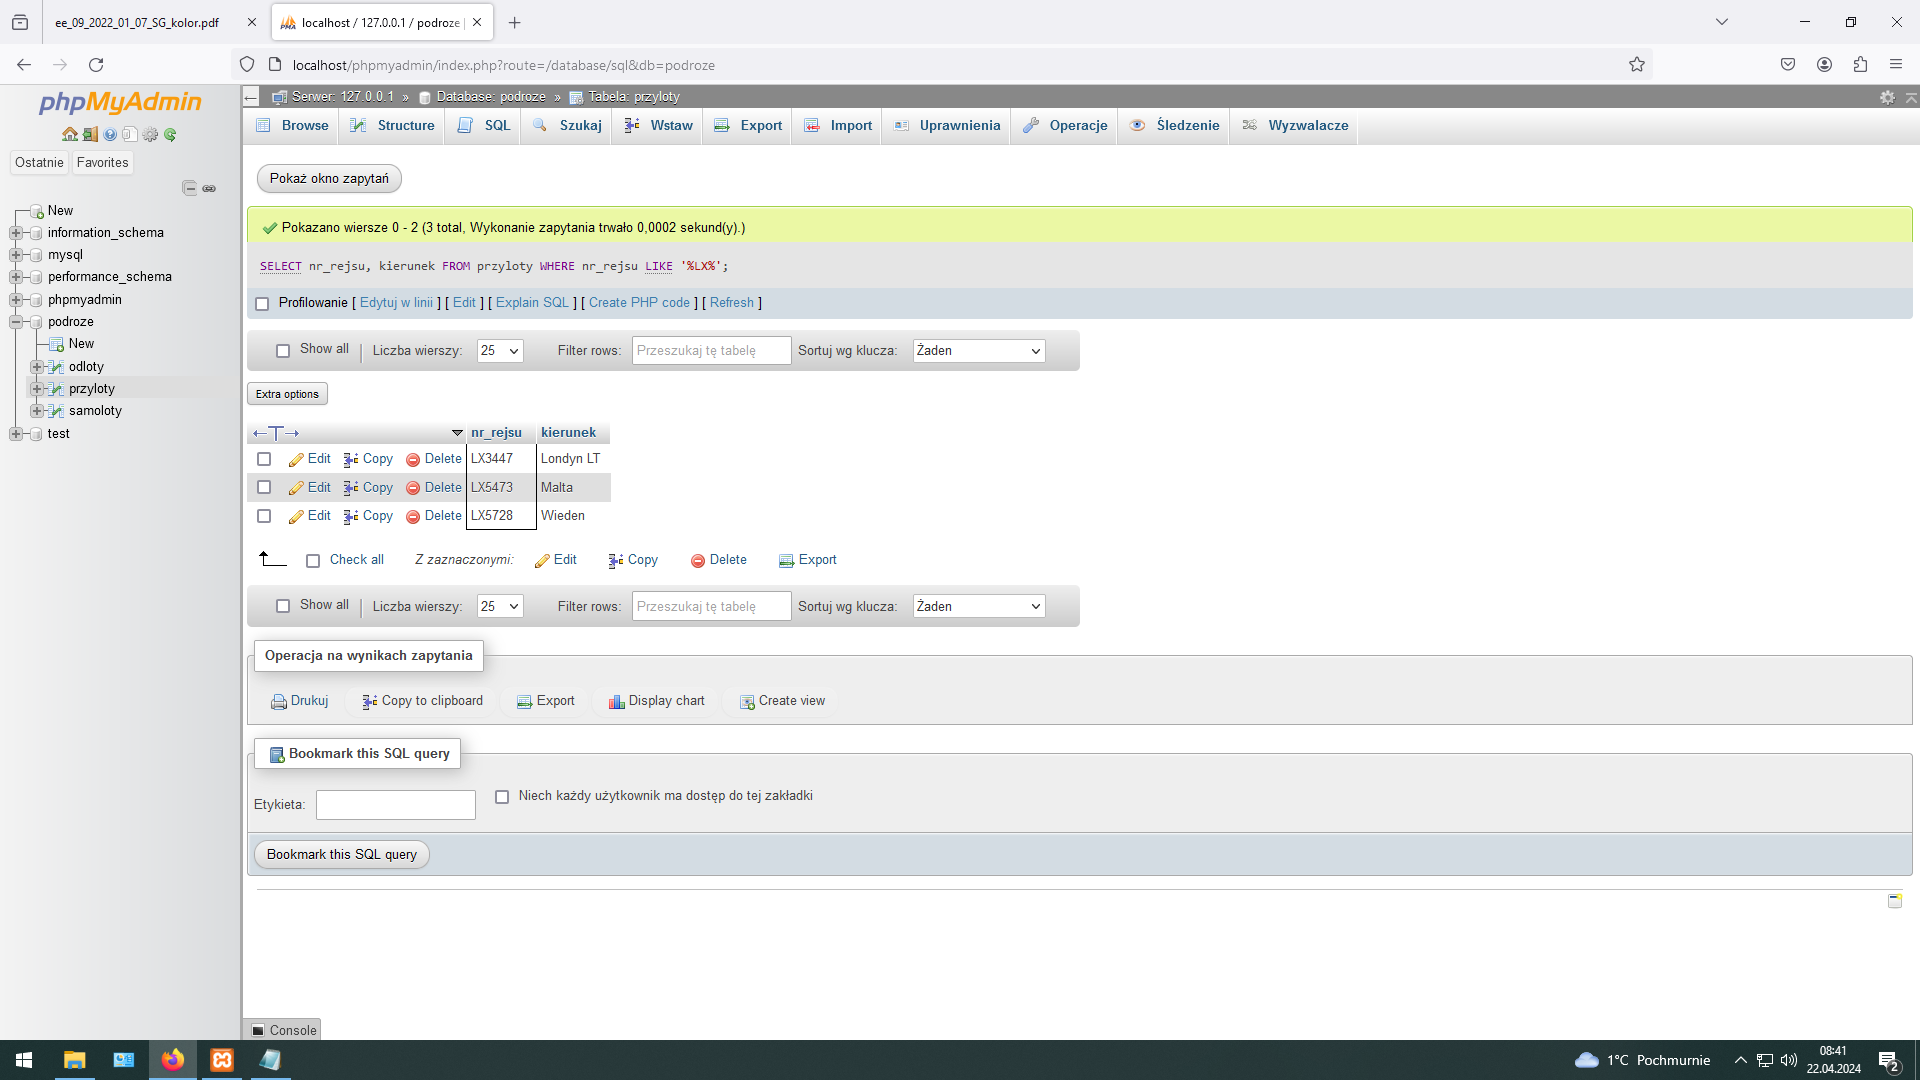 ee_09_2022_01_07_SG_kolor.pdf
localhost / 127.0.0.1 / podroze |
localhost/phpmyadmin/index.php?route=/database/sql&db=podroze
phpMyAdmin
Ostatnie Favorites
New
information_schema
mysql
performance_schema
phpmyadmin
podroze
New
odloty
przyloty
samoloty
test
Serwer: 127.0.0.1 » Database: podroze » Tabela: przyloty
Browse Structure SQL Szukaj Wstaw Export Import Uprawnienia Operacje Śledzenie Wyzwalacze
Pokaż okno zapytań
Pokazano wiersze 0 - 2 (3 total, Wykonanie zapytania trwało 0,0002 sekund(y).)
SELECT nr_rejsu, kierunek FROM przyloty WHERE nr_rejsu LIKE '%LX%';
Profilowanie [ Edytuj w linii ] [ Edit ] [ Explain SQL ] [ Create PHP code ] [ Refresh ]
Show all Liczba wierszy: 25 Filter rows: Przeszukaj tę tabelę Sortuj wg klucza: Żaden
Extra options
←T→ nr_rejsu kierunek
Edit Copy Delete LX3447 Londyn LT
Edit Copy Delete LX5473 Malta
Edit Copy Delete LX5728 Wieden
Check all Z zaznaczonymi: Edit Copy Delete Export
Show all Liczba wierszy: 25 Filter rows: Przeszukaj tę tabelę Sortuj wg klucza: Żaden
Operacja na wynikach zapytania
Drukuj Copy to clipboard Export Display chart Create view
Bookmark this SQL query
Etykieta: Niech każdy użytkownik ma dostęp do tej zakładki
Bookmark this SQL query
Console
1°C Pochmurnie
08:41
22.04.2024
2